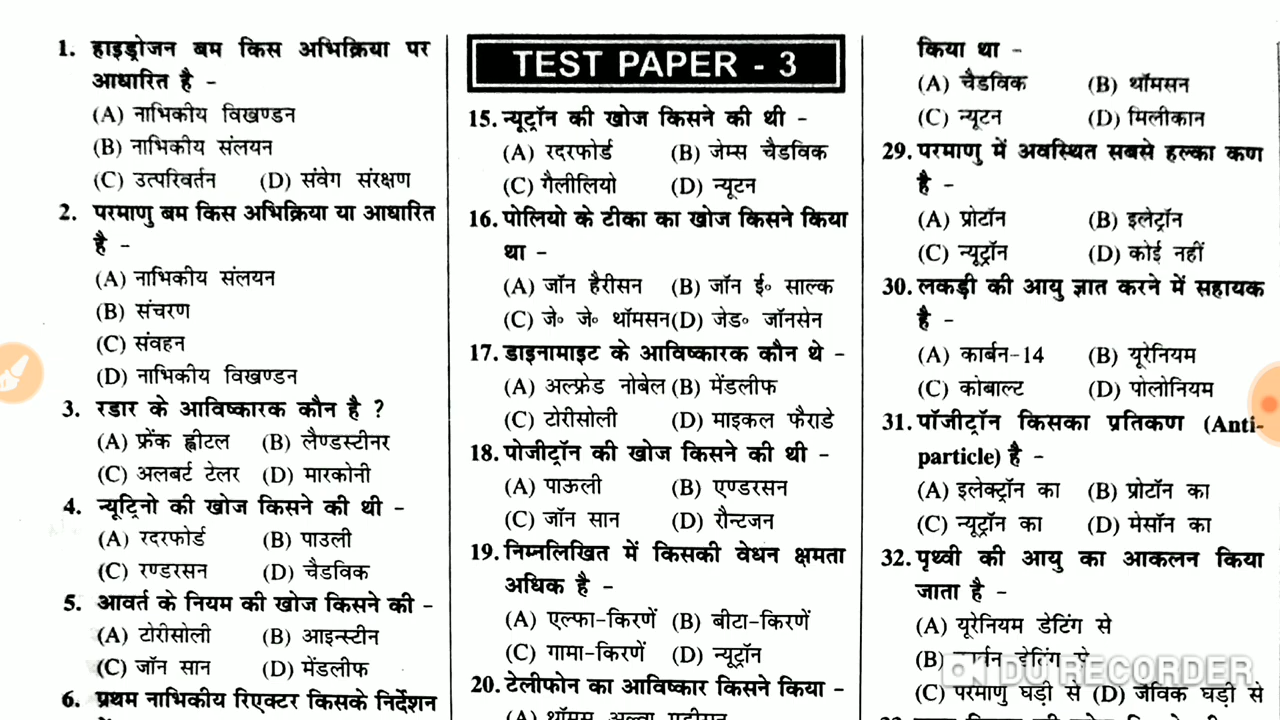 1. हाइड्रोजन बम किस अभिक्रिया पर
आधारित है -
(A) नाभिकीय विखण्डन
(B) नाभिकीय संलयन
(C) उत्परिवर्तन (D) संवेग संरक्षण
2. परमाणु बम किस अभिक्रिया या आधारित
है -
(A) नाभिकीय संलयन
(B) संचरण
(C) संवहन
(D) नाभिकीय विखण्डन
3. रडार के आविष्कारक कौन है ?
(A) फ्रेंक ह्वीटल (B) लैण्डस्टीनर
(C) अलबर्ट टेलर (D) मारकोनी
4. न्यूट्रिनो की खोज किसने की थी -
(A) रदरफोर्ड (B) पाउली
(C) रण्डरसन (D) चैडविक
5. आवर्त के नियम की खोज किसने की -
(A) टोरीसोली (B) आइन्स्टीन
(C) जॉन सान (D) मेंडलीफ
6. प्रथम नाभिकीय रिएक्टर किसके निर्देशन
TEST PAPER - 3
15. न्यूट्रॉन की खोज किसने की थी -
(A) रदरफोर्ड (B) जेम्स चैडविक
(C) गैलीलियो (D) न्यूटन
16. पोलियो के टीका का खोज किसने किया
था -
(A) जॉन हैरीसन (B) जॉन ई॰ साल्क
(C) जे॰ जे॰ थॉमसन (D) जेड॰ जॉनसेन
17. डाइनामाइट के आविष्कारक कौन थे -
(A) अल्फ्रेड नोबेल (B) मेंडलीफ
(C) टोरीसोली (D) माइकल फैराडे
18. पोजीट्रॉन की खोज किसने की थी -
(A) पाऊली (B) एण्डरसन
(C) जॉन सान (D) रौन्टजन
19. निम्नलिखित में किसकी वेधन क्षमता
अधिक है -
(A) एल्फा-किरणें (B) बीटा-किरणें
(C) गामा-किरणें (D) न्यूट्रॉन
20. टेलीफोन का आविष्कार किसने किया -
(A) थॉमस अल्वा एडीसन
किया था -
(A) चैडविक (B) थॉमसन
(C) न्यूटन (D) मिलीकान
29. परमाणु में अवस्थित सबसे हल्का कण
है -
(A) प्रोटॉन (B) इलेट्रॉन
(C) न्यूट्रॉन (D) कोई नहीं
30. लकड़ी की आयु ज्ञात करने में सहायक
है -
(A) कार्बन-14 (B) यूरेनियम
(C) कोबाल्ट (D) पोलोनियम
31. पॉजीट्रॉन किसका प्रतिकण (Anti-
particle) है -
(A) इलेक्ट्रॉन का (B) प्रोटॉन का
(C) न्यूट्रॉन का (D) मेसॉन का
32. पृथ्वी की आयु का आकलन किया
जाता है -
(A) यूरेनियम डेटिंग से
(B) कार्बन डेटिंग से
(C) परमाणु घड़ी से (D) जैविक घड़ी से
DU RECORDER